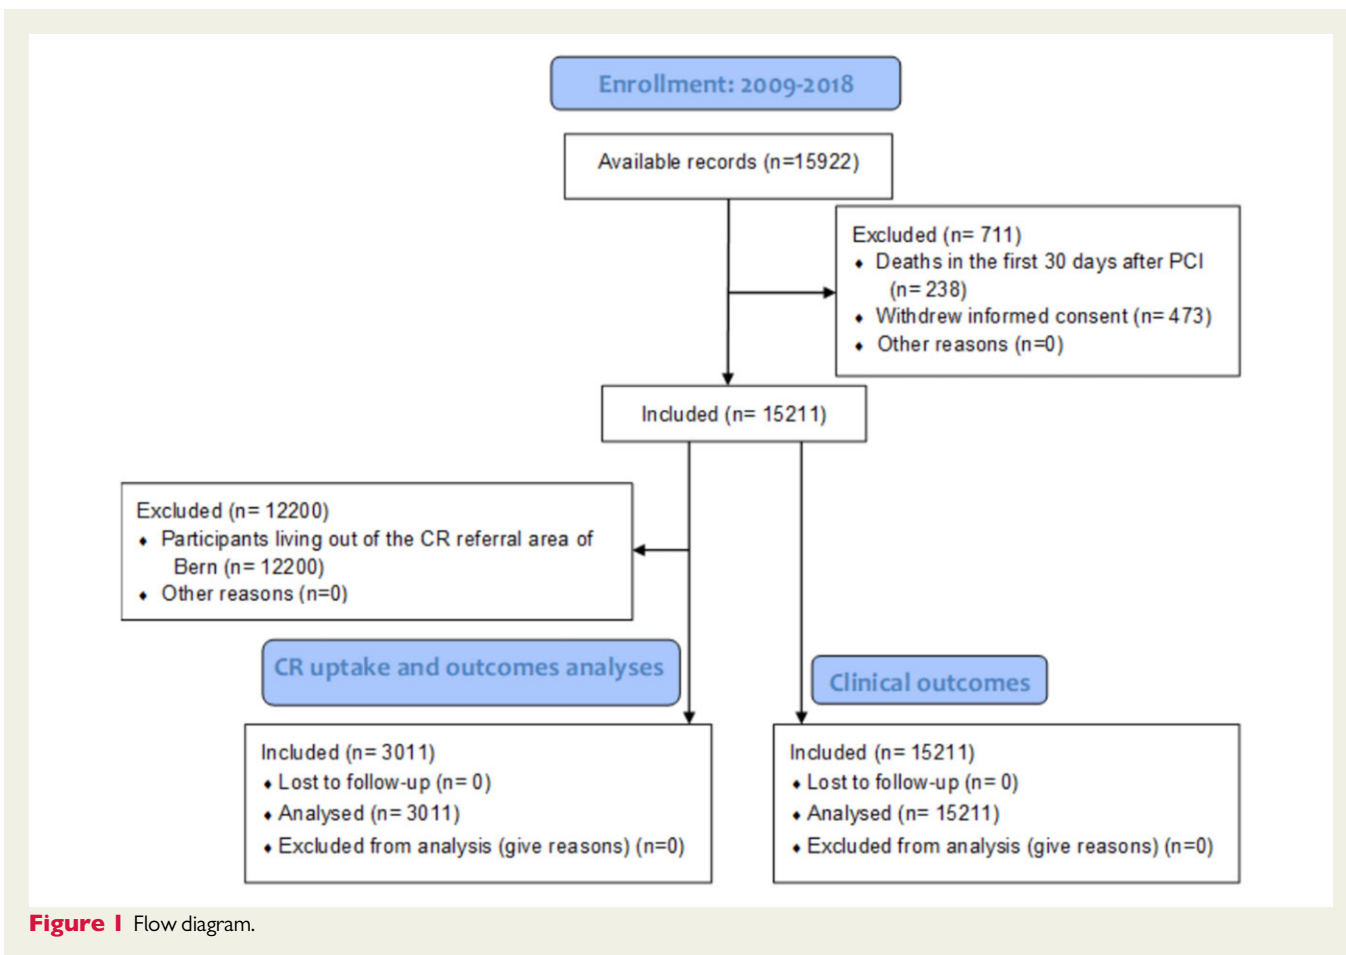 Enrollment: 2009-2018
Available records (n=15922)
Excluded (n= 711)
♦ Deaths in the first 30 days after PCI
(n= 238)
♦ Withdrew informed consent (n= 473)
♦ Other reasons (n=0)
Included (n= 15211)
Excluded (n= 12200)
♦ Participants living out of the CR referral area of
Bern (n= 12200)
♦ Other reasons (n=0)
CR uptake and outcomes analyses
Clinical outcomes
Included (n= 3011)
♦ Lost to follow-up (n= 0)
♦ Analysed (n= 3011)
♦ Excluded from analysis (give reasons) (n=0)
Included (n= 15211)
♦ Lost to follow-up (n= 0)
♦ Analysed (n= 15211)
♦ Excluded from analysis (give reasons) (n=0)
Figure 1 Flow diagram.